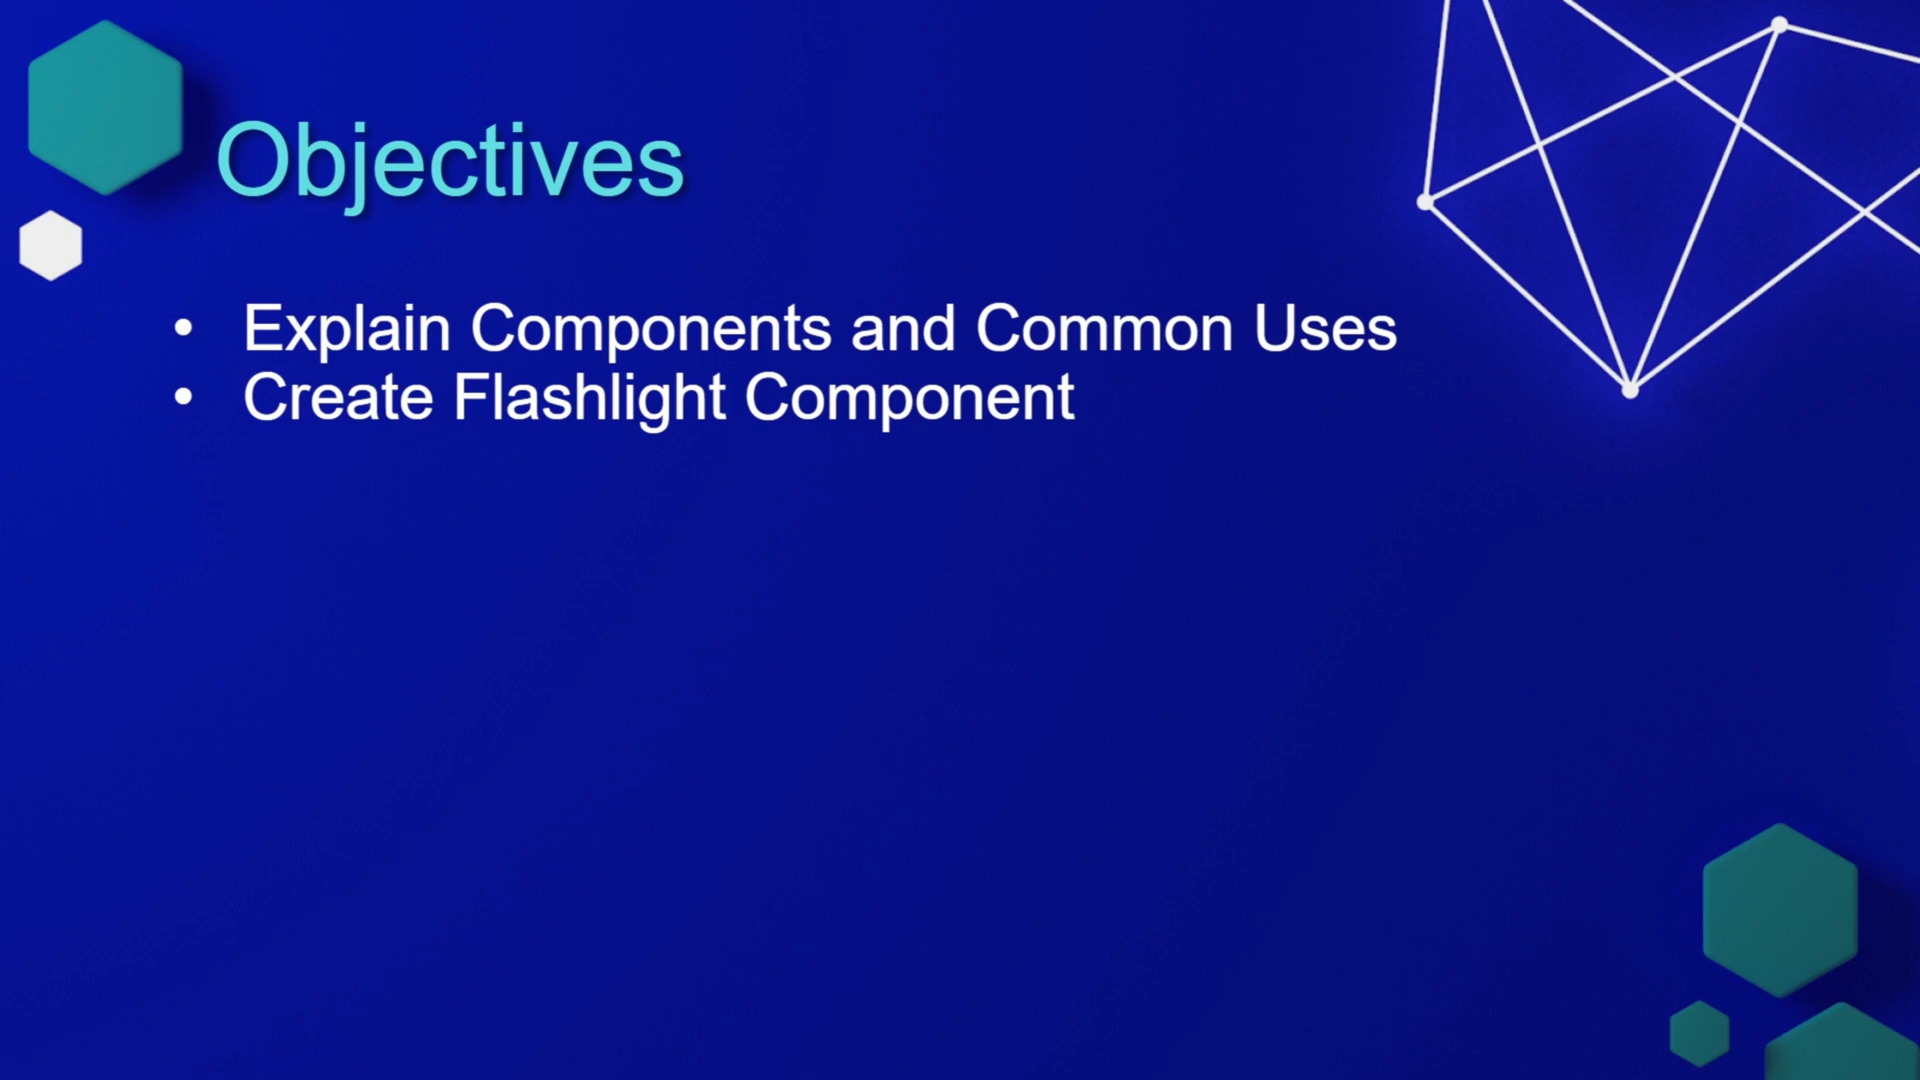 Objectives
• Explain Components and Common Uses
• Create Flashlight Component